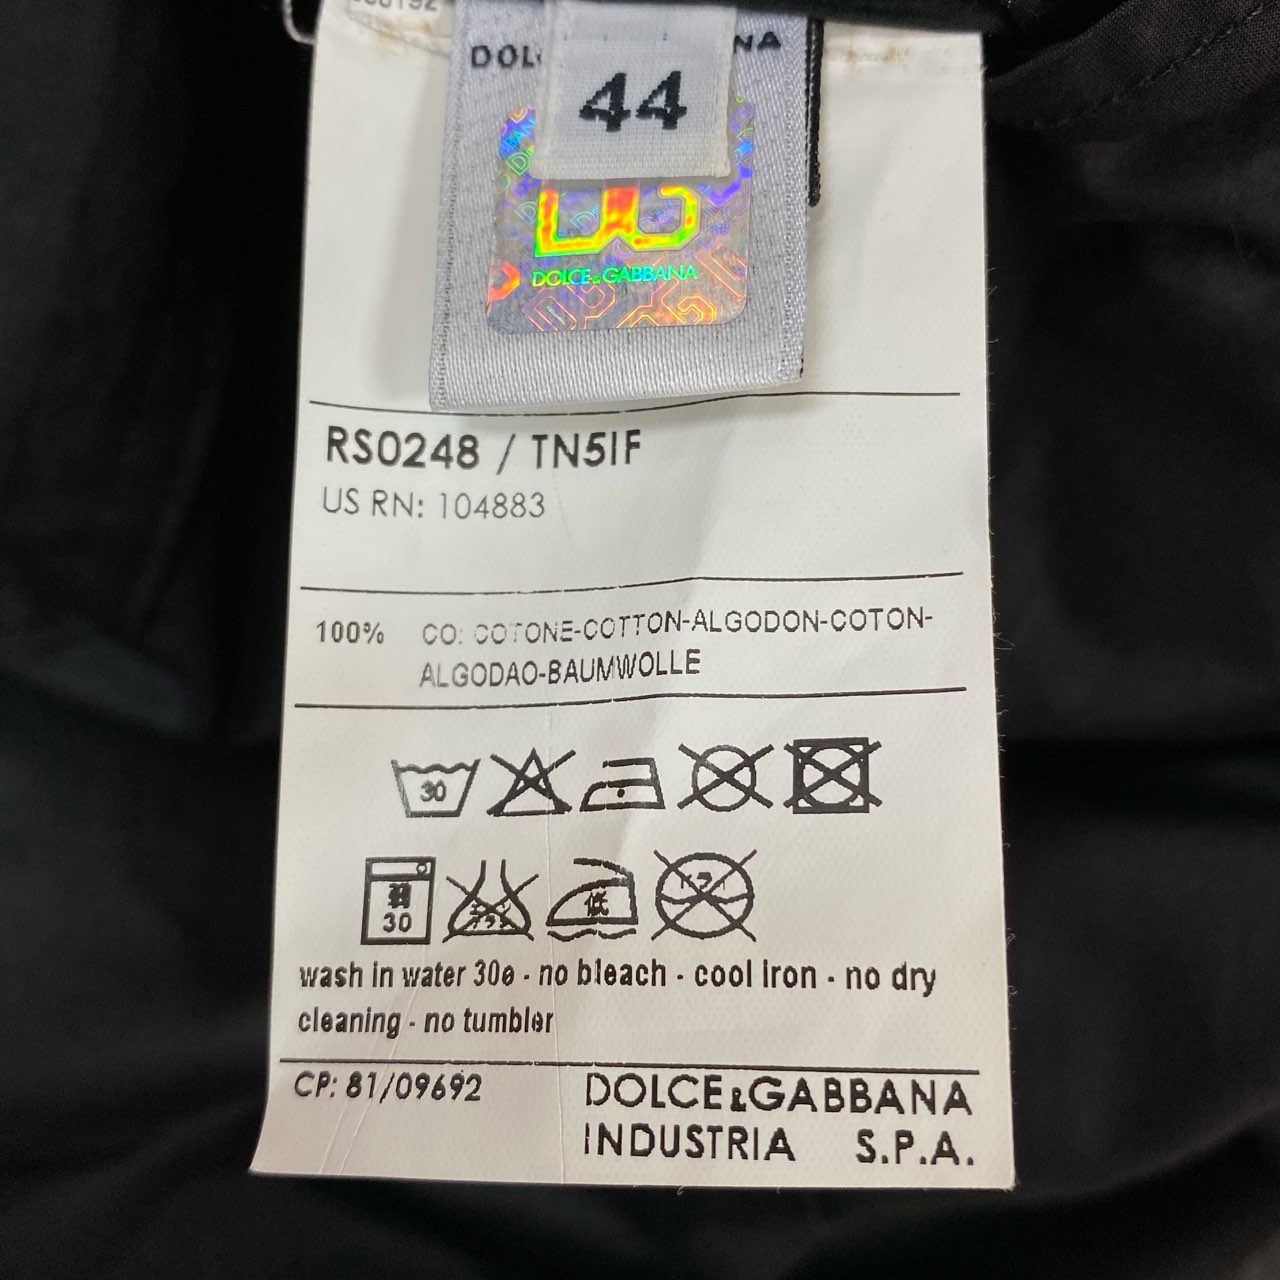 44
DOLCE&GABBANA
RS0248 / TN5IF
US RN: 104883
100% CO: COTONE-COTTON-ALGODON-COTON-
ALGODAO-BAUMWOLLE
30
30
低
wash in water 30e - no bleach - cool iron - no dry
cleaning - no tumbler
CP: 81/09692 DOLCE&GABBANA
INDUSTRIA S.P.A.